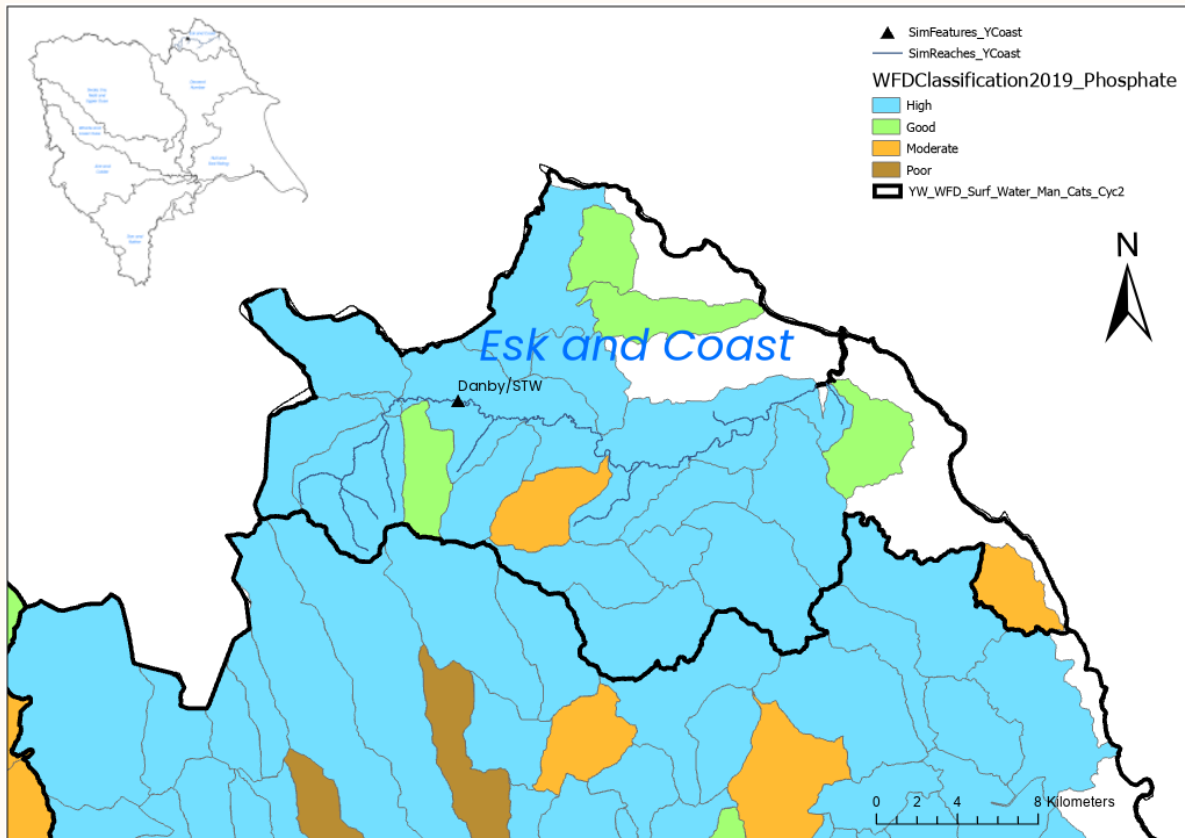 SimFeatures_YCoast
SimReaches_YCoast
WFDClassification2019_Phosphate
High
Good
Moderate
Poor
YW_WFD_Surf_Water_Man_Cats_Cyc2
N
Esk and Coast
Danby/STW
0 2 4 8 Kilometers